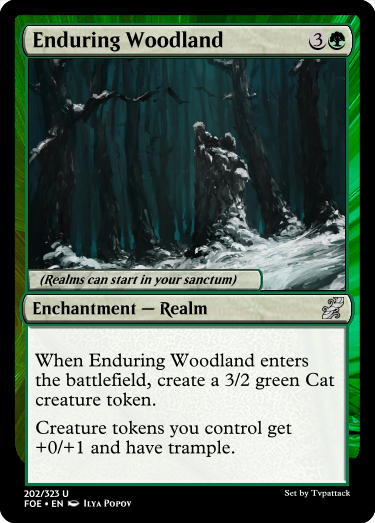 Enduring Woodland 3
(Realms can start in your sanctum)
Enchantment — Realm
When Enduring Woodland enters
the battlefield, create a 3/2 green Cat
creature token.
Creature tokens you control get
+0/+1 and have trample.
202/323 U
Set by Tvpattack
FOE • EN Ilya Popov